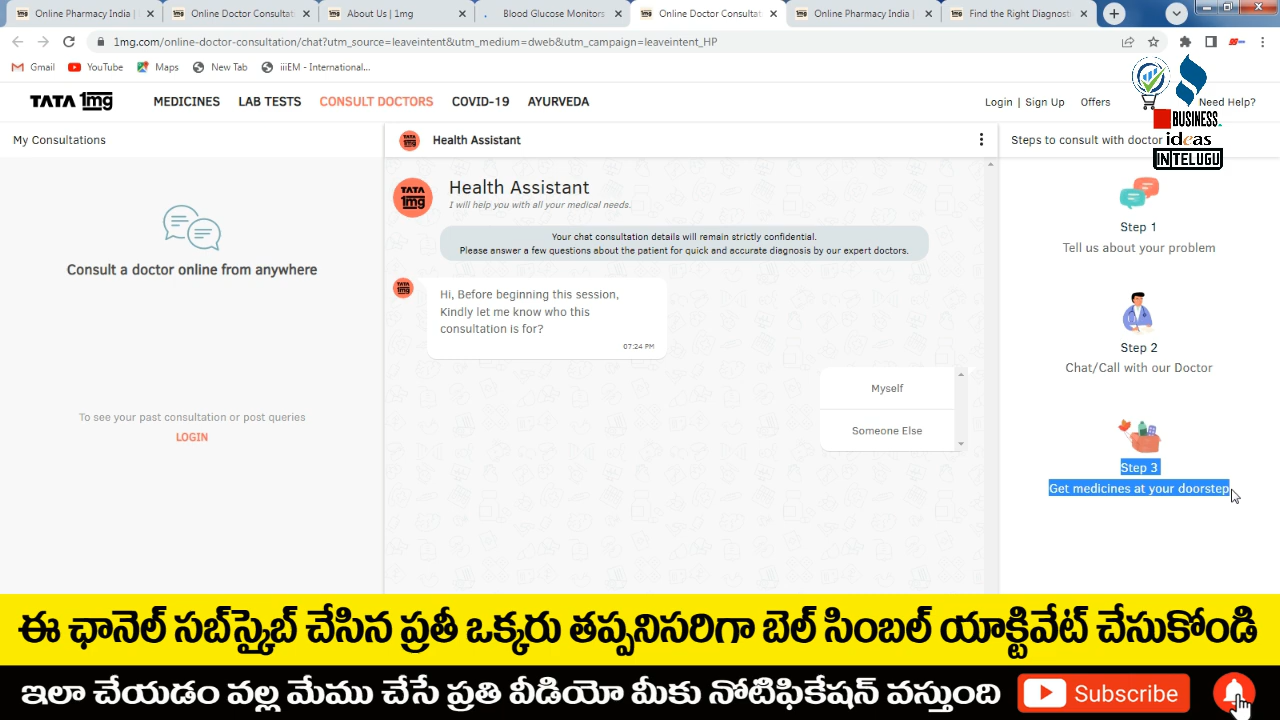 Online Pharmacy India |
Online Doctor Consultat
About Us | 1mg
Blood Glucose Monitors
Online Doctor Consultat
Online Pharmacy India |
Find the Right Diagnosti
1mg.com/online-doctor-consultation/chat?utm_source=leaveintent&utm_medium=dweb&utm_campaign=leaveintent_HP
Gmail
YouTube
Maps
New Tab
iiiEM - International...
TATA 1mg
MEDICINES
LAB TESTS
CONSULT DOCTORS
COVID-19
AYURVEDA
Login | Sign Up
Offers
Need Help?
BUSINESS
ideas
IN TELUGU
My Consultations
Health Assistant
Steps to consult with doctor
Consult a doctor online from anywhere
To see your past consultation or post queries
LOGIN
TATA 1mg
Health Assistant
I will help you with all your medical needs.
Your chat consultation details will remain strictly confidential.
Please answer a few questions about the patient for quick and accurate diagnosis by our expert doctors.
Hi, Before beginning this session,
Kindly let me know who this
consultation is for?
07:24 PM
Myself
Someone Else
Step 1
Tell us about your problem
Step 2
Chat/Call with our Doctor
Step 3
Get medicines at your doorstep
ఈ ఛానెల్ సబ్‌స్క్రైబ్ చేసిన ప్రతీ ఒక్కరు తప్పనిసరిగా బెల్ సింబల్ యాక్టివేట్ చేసుకోండి
ఇలా చేయడం వల్ల మేము చేసే ప్రతి వీడియో మీకు నోటిఫికేషన్ వస్తుంది
Subscribe